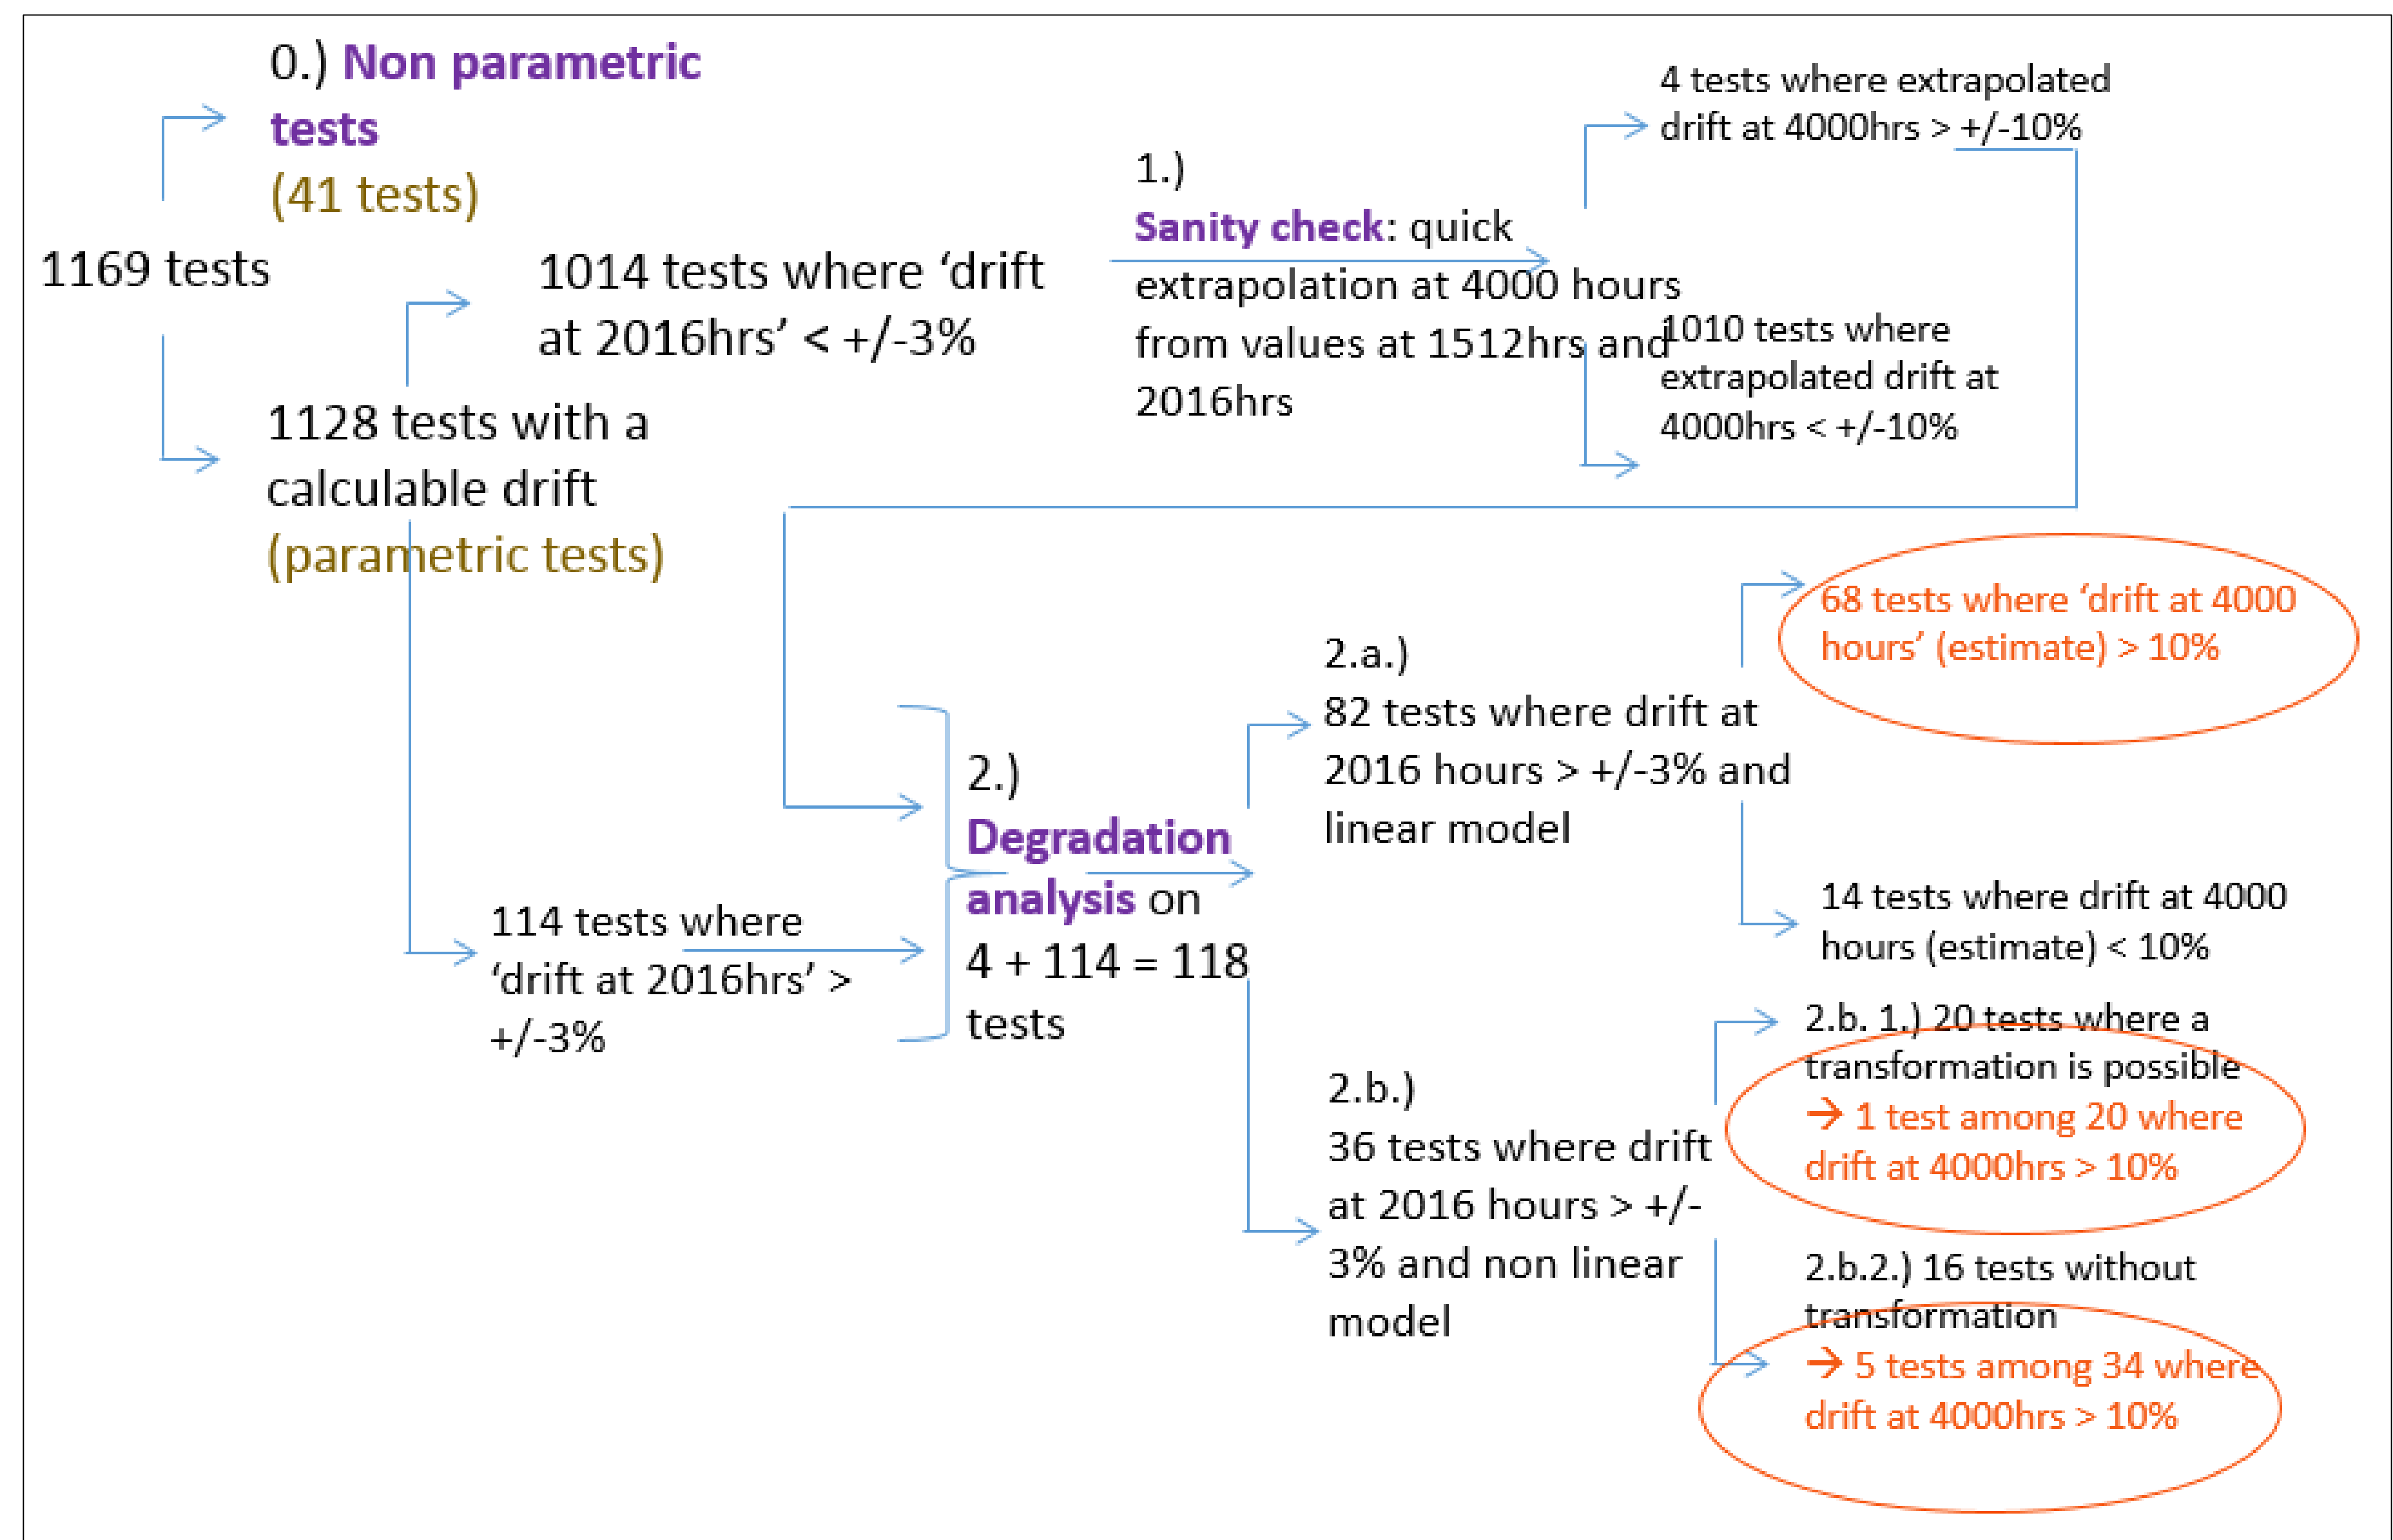 0.) Non parametric
tests
(41 tests)
1169 tests
1128 tests with a
calculable drift
(parametric tests)
1014 tests where ‘drift
at 2016hrs’ < +/-3%
1.)
Sanity check: quick
extrapolation at 4000 hours
from values at 1512hrs and
2016hrs
4 tests where extrapolated
drift at 4000hrs > +/-10%
1010 tests where
extrapolated drift at
4000hrs < +/-10%
114 tests where
‘drift at 2016hrs’ >
+/-3%
2.)
Degradation
analysis on
4 + 114 = 118
tests
2.a.)
82 tests where drift at
2016 hours > +/-3% and
linear model
68 tests where ‘drift at 4000
hours’ (estimate) > 10%
14 tests where drift at 4000
hours (estimate) < 10%
2.b.)
36 tests where drift
at 2016 hours > +/-
3% and non linear
model
2.b. 1.) 20 tests where a
transformation is possible
→ 1 test among 20 where
drift at 4000hrs > 10%
2.b.2.) 16 tests without
transformation
→ 5 tests among 34 where
drift at 4000hrs > 10%